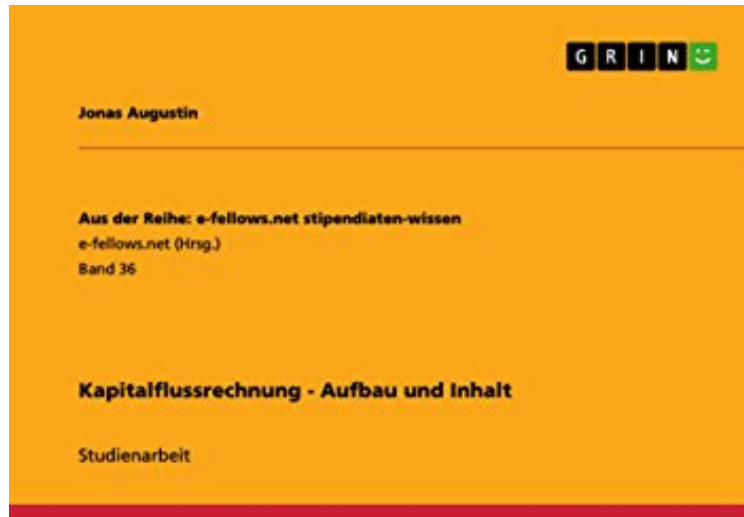 GRIN
Jonas Augustin
Aus der Reihe: e-fellows.net stipendiaten-wissen
e-fellows.net (Hrsg.)
Band 36
Kapitalflussrechnung - Aufbau und Inhalt
Studienarbeit